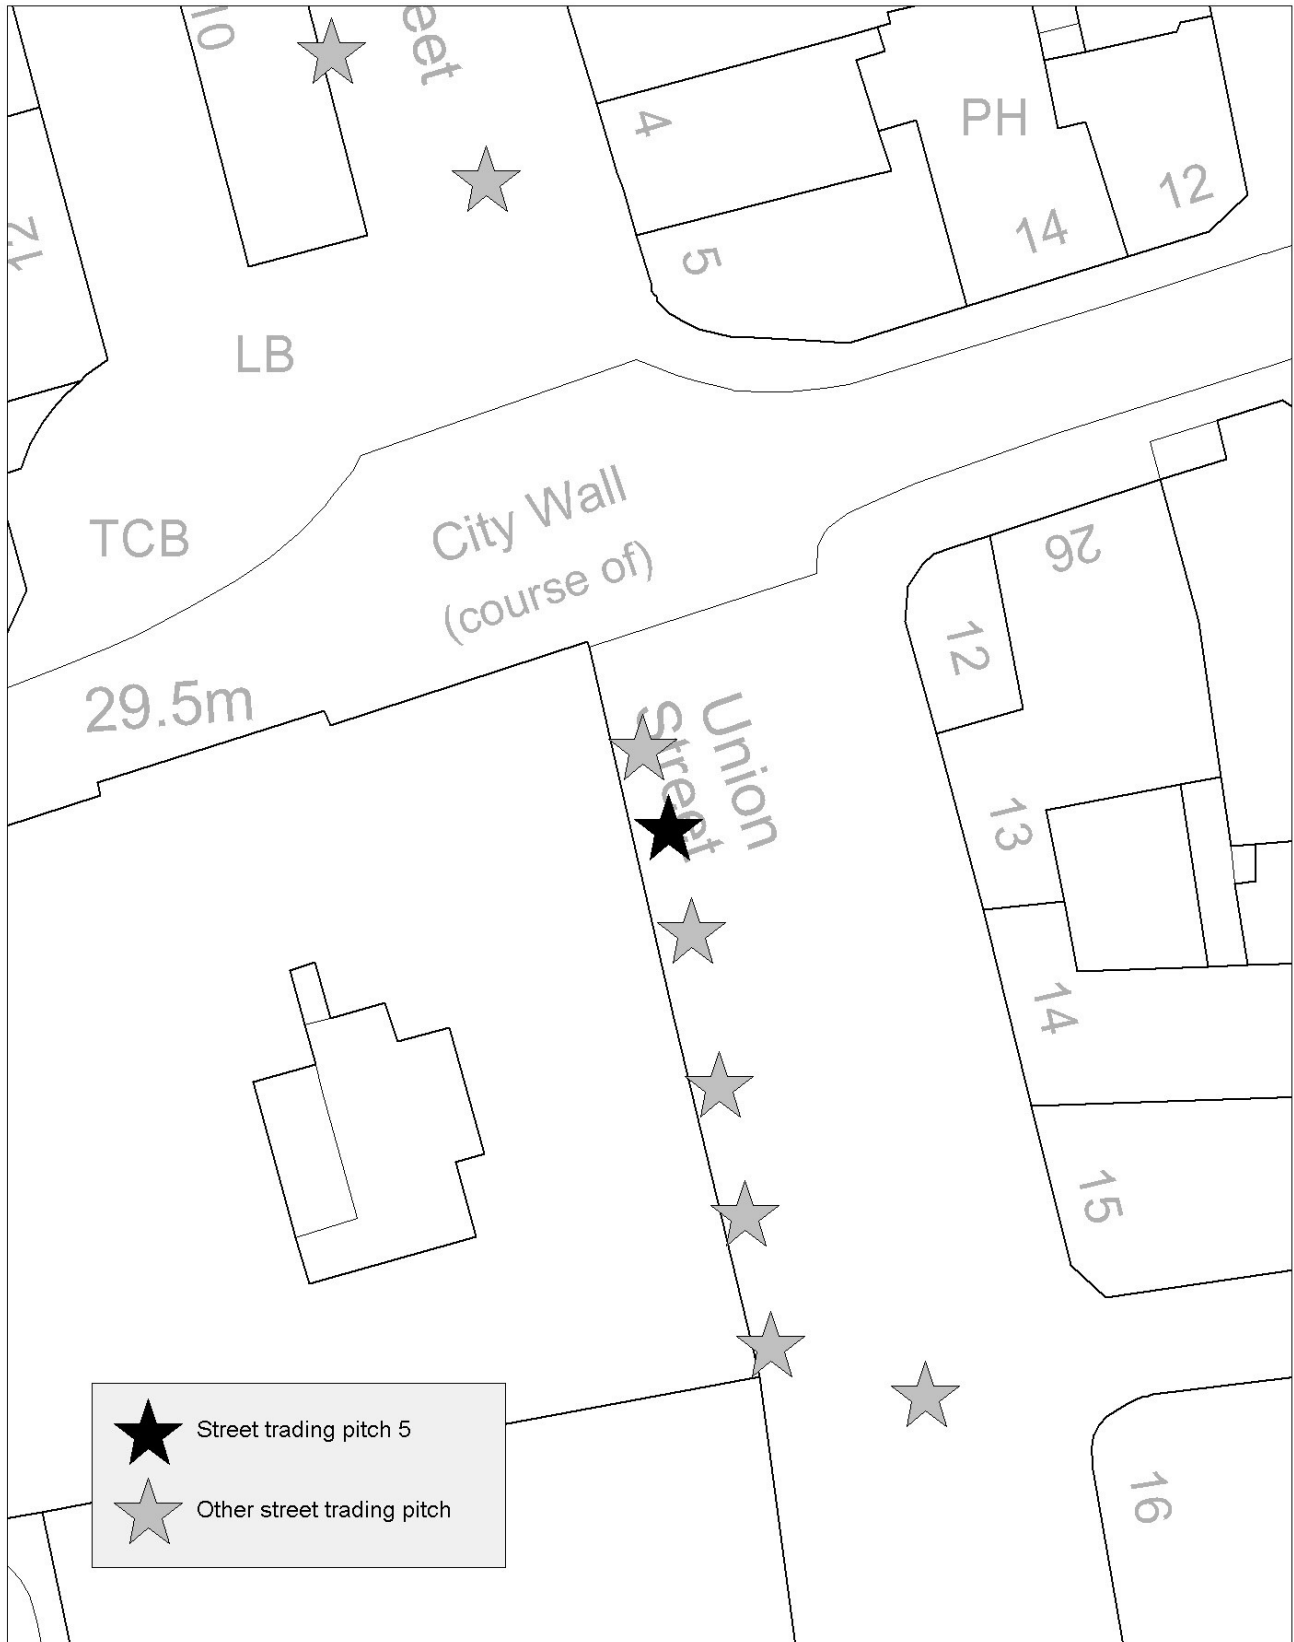 10
eet
4
PH
12
14
5
12
LB
City Wall
(course of)
TCB
26
12
29.5m
Union
Street
13
14
15
16
Street trading pitch 5
Other street trading pitch